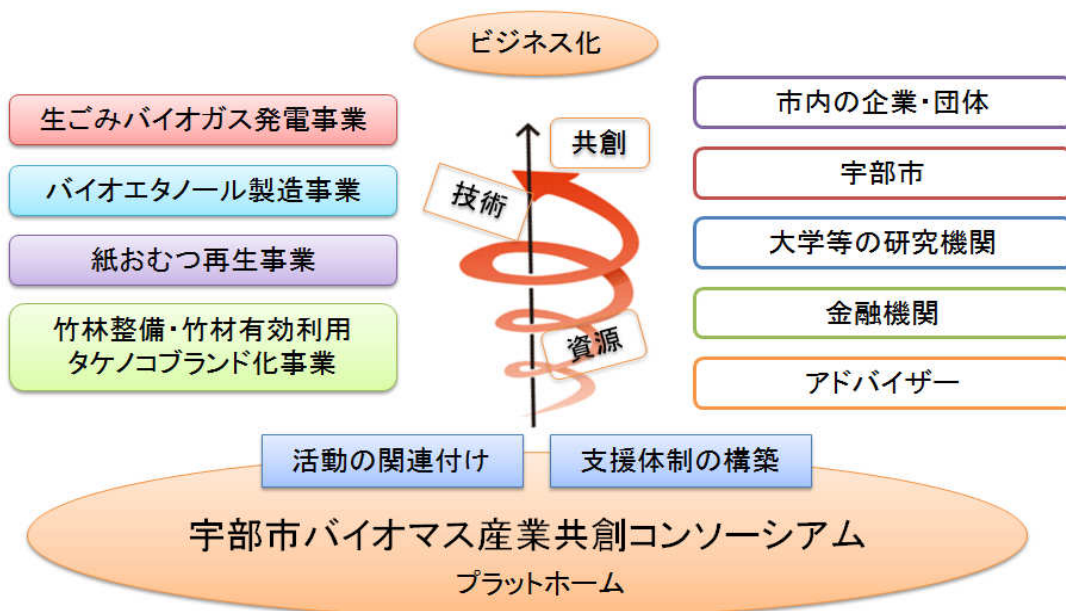 ビジネス化
生ごみバイオガス発電事業
バイオエタノール製造事業
紙おむつ再生事業
竹林整備・竹材有効利用
タケノコブランド化事業
共創
技術
資源
市内の企業・団体
宇部市
大学等の研究機関
金融機関
アドバイザー
活動の関連付け
支援体制の構築
宇部市バイオマス産業共創コンソーシアム
プラットホーム